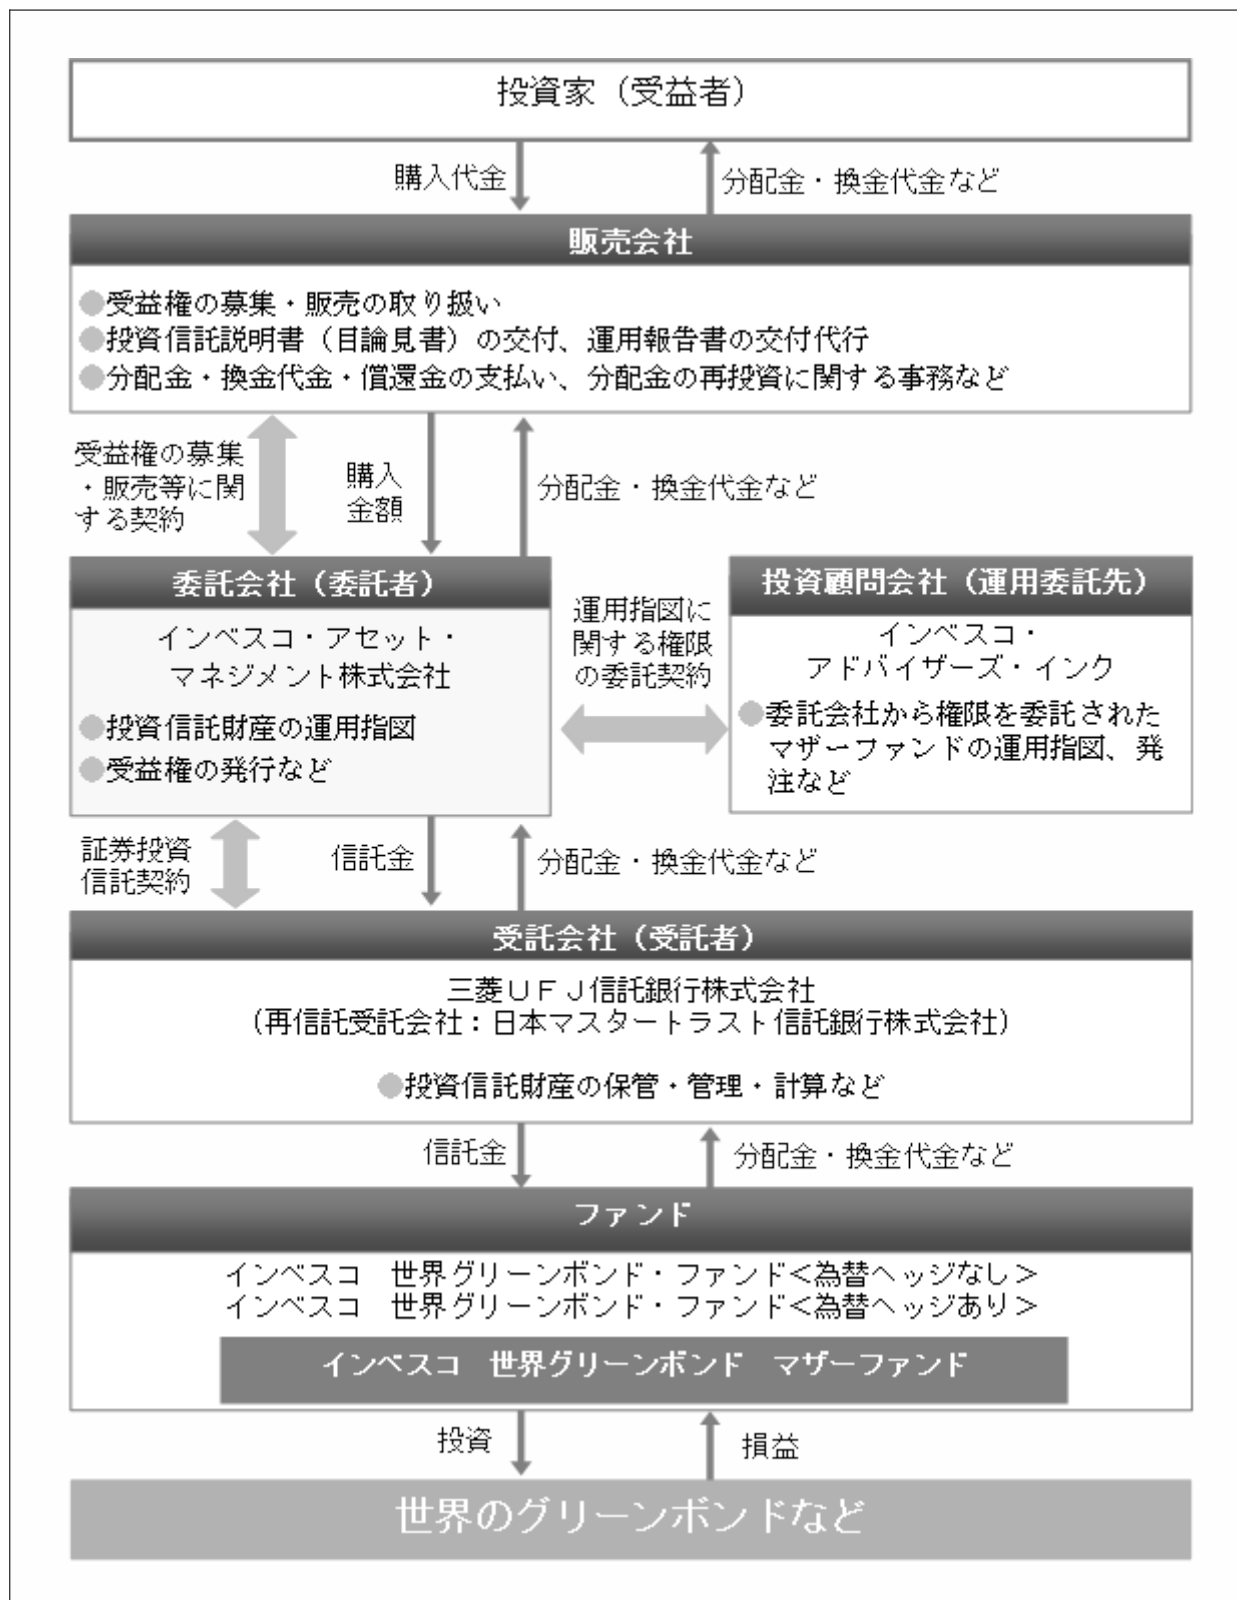 投資家（受益者）
購入代金
分配金・換金代金など
販売会社
●受益権の募集・販売の取り扱い
●投資信託説明書（目論見書）の交付、運用報告書の交付代行
●分配金・換金代金・償還金の支払い、分配金の再投資に関する事務など
受益権の募集
・販売等に関
する契約
購入
金額
分配金・換金代金など
委託会社（委託者）
インベスコ・アセット・
マネジメント株式会社
●投資信託財産の運用指図
●受益権の発行など
運用指図に
関する権限
の委託契約
投資顧問会社（運用委託先）
インベスコ・
アドバイザーズ・インク
●委託会社から権限を委託された
マザーファンドの運用指図、発
注など
証券投資
信託契約
信託金
分配金・換金代金など
受託会社（受託者）
三菱ＵＦＪ信託銀行株式会社
（再信託受託会社：日本マスタートラスト信託銀行株式会社）
●投資信託財産の保管・管理・計算など
信託金
分配金・換金代金など
ファンド
インベスコ　世界グリーンボンド・ファンド＜為替ヘッジなし＞
インベスコ　世界グリーンボンド・ファンド＜為替ヘッジあり＞
インベスコ　世界グリーンボンド　マザーファンド
投資
損益
世界のグリーンボンドなど